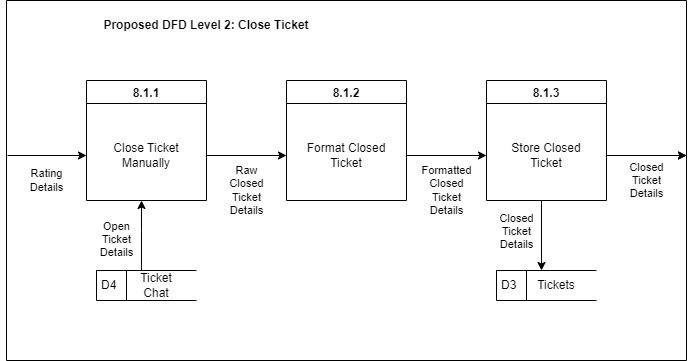 Proposed DFD Level 2: Close Ticket
8.1.1
8.1.2
8.1.3
Close Ticket
Manually
Format Closed
Ticket
Store Closed
Ticket
Rating
Details
Raw
Closed
Ticket
Details
Formatted
Closed
Ticket
Details
Closed
Ticket
Details
Open
Ticket
Details
Closed
Ticket
Details
D4
Ticket
Chat
D3
Tickets